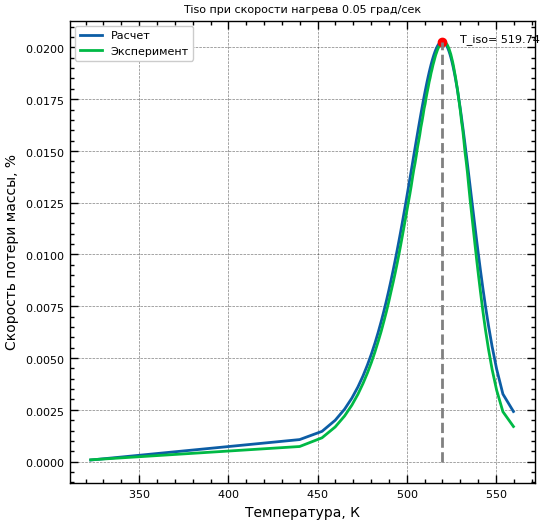 Tiso при скорости нагрева 0.05 град/сек
Расчет
Эксперимент
T_iso= 519.74
Скорость потери массы, %
0.0200
0.0175
0.0150
0.0125
0.0100
0.0075
0.0050
0.0025
0.0000
350 400 450 500 550
Температура, К